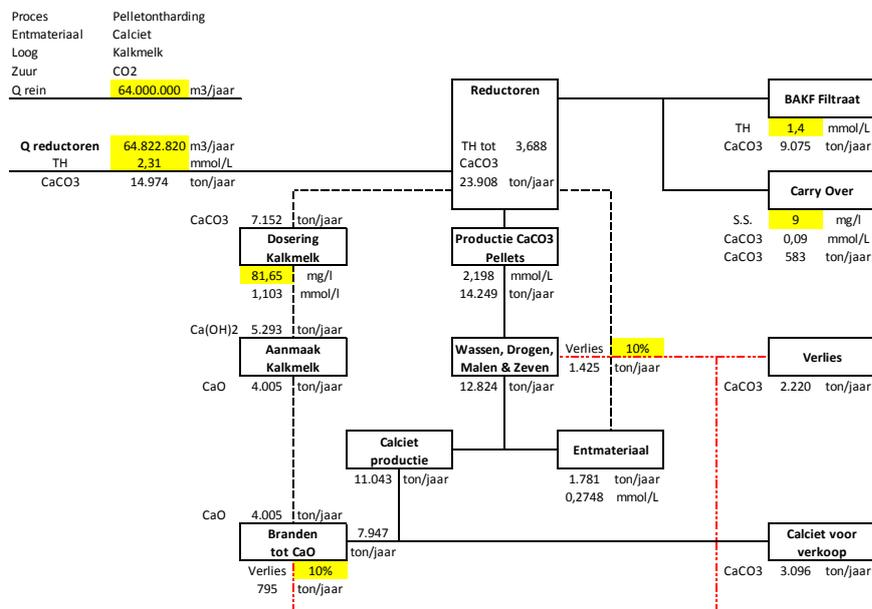 Proces Pelletontharding
Entmateriaal Calciet
Loog Kalkmelk
Zuur CO2
Q rein 64.000.000 m3/jaar
Reductoren
BAKF Filtraat
TH 1,4 mmol/L
CaCO3 9.075 ton/jaar
Q reductoren 64.822.820 m3/jaar
TH 2,31 mmol/L
CaCO3 14.974 ton/jaar
TH tot 3,688
CaCO3
23.908 ton/jaar
Carry Over
S.S. 9 mg/l
CaCO3 0,09 mmol/L
CaCO3 583 ton/jaar
CaCO3 7.152 ton/jaar
Dosering
Kalkmelk
81,65 mg/l
1,103 mmol/l
Productie CaCO3
Pellets
2,198 mmol/L
14.249 ton/jaar
Ca(OH)2 5.293 ton/jaar
Aanmaak
Kalkmelk
CaO 4.005 ton/jaar
Wassen, Drogen,
Malen & Zeven
12.824 ton/jaar
Verlies 10%
1.425 ton/jaar
Verlies
CaCO3 2.220 ton/jaar
Calciet
productie
11.043 ton/jaar
Entmateriaal
1.781 ton/jaar
0,2748 mmol/L
CaO 4.005 ton/jaar
Branden
tot CaO
Verlies 10%
795 ton/jaar
7.947
ton/jaar
Calciet voor
verkoop
CaCO3 3.096 ton/jaar